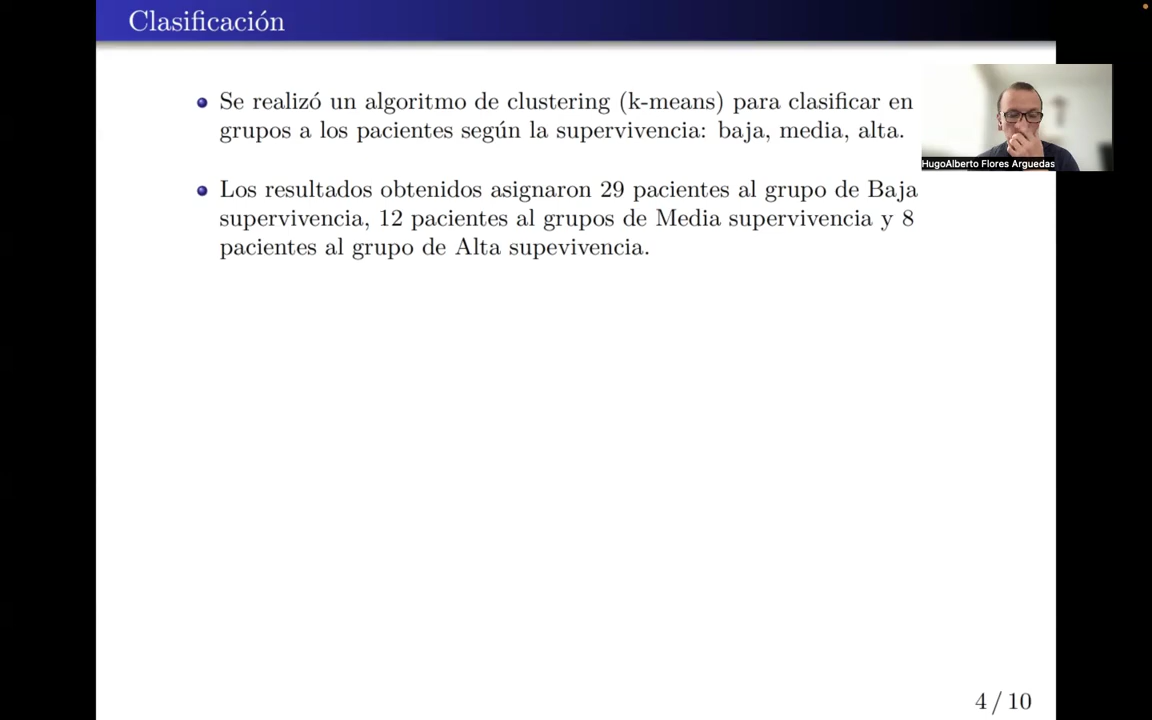 Clasificación
Se realizó un algoritmo de clustering (k-means) para clasificar en
grupos a los pacientes según la supervivencia: baja, media, alta.
Los resultados obtenidos asignaron 29 pacientes al grupo de Baja
supervivencia, 12 pacientes al grupos de Media supervivencia y 8
pacientes al grupo de Alta supevivencia.
HugoAlberto Flores Arguedas
4 / 10